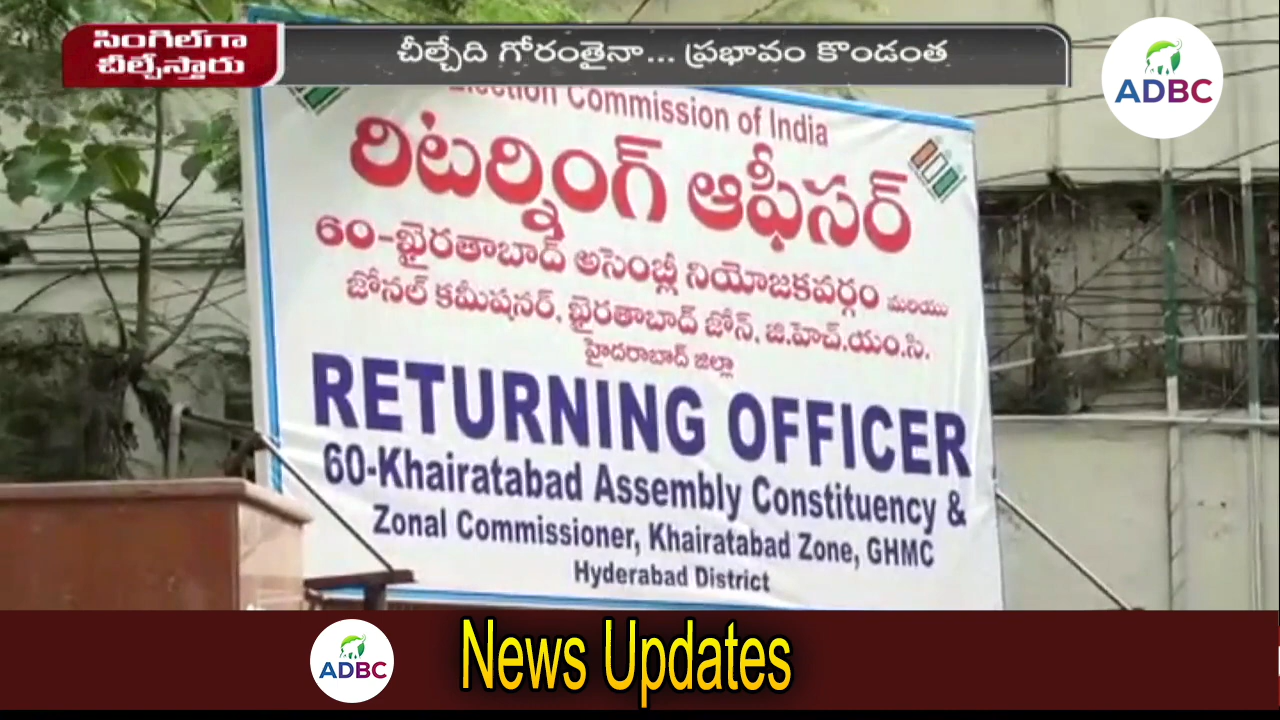 సింగిల్‌గా
చీల్చేస్తారు
చీల్చేది గోరంతైనా... ప్రభావం కొండంత
ADBC
Election Commission of India
రిటర్నింగ్ ఆఫీసర్
60-ఖైరతాబాద్ అసెంబ్లీ నియోజకవర్గం మరియు
జోనల్ కమీషనర్, ఖైరతాబాద్ జోన్, జి.హెచ్.యం.సి.
హైదరాబాద్ జిల్లా
RETURNING OFFICER
60-Khairatabad Assembly Constituency &
Zonal Commissioner, Khairatabad Zone, GHMC
Hyderabad District
ADBC
News Updates